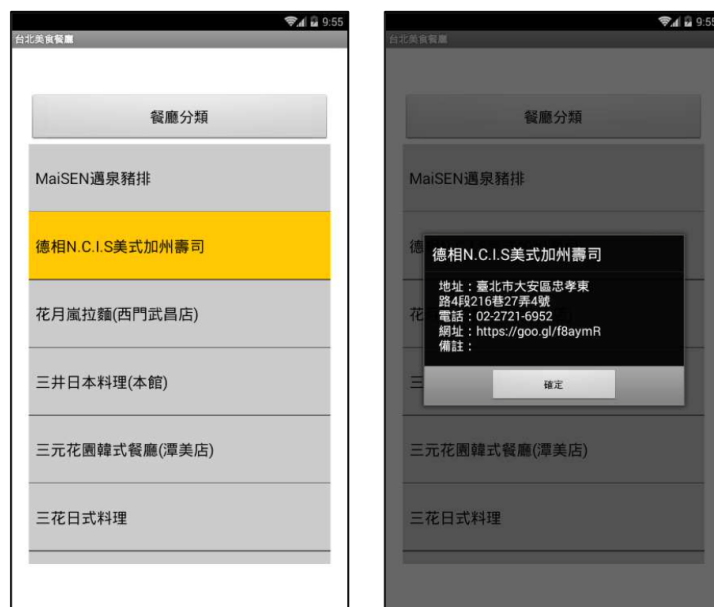 9:55
台北美食餐廳
餐廳分類
MaiSEN邁泉豬排
德相N.C.I.S美式加州壽司
花月嵐拉麵(西門武昌店)
三井日本料理(本館)
三元花園韓式餐廳(潭美店)
三花日式料理
9:55
台北美食餐廳
餐廳分類
MaiSEN邁泉豬排
德
德相N.C.I.S美式加州壽司
地址：臺北市大安區忠孝東
路4段216巷27弄4號
電話：02-2721-6952
網址：https://goo.gl/f8aymR
備註：
花
確定
三
三元花園韓式餐廳(潭美店)
三花日式料理